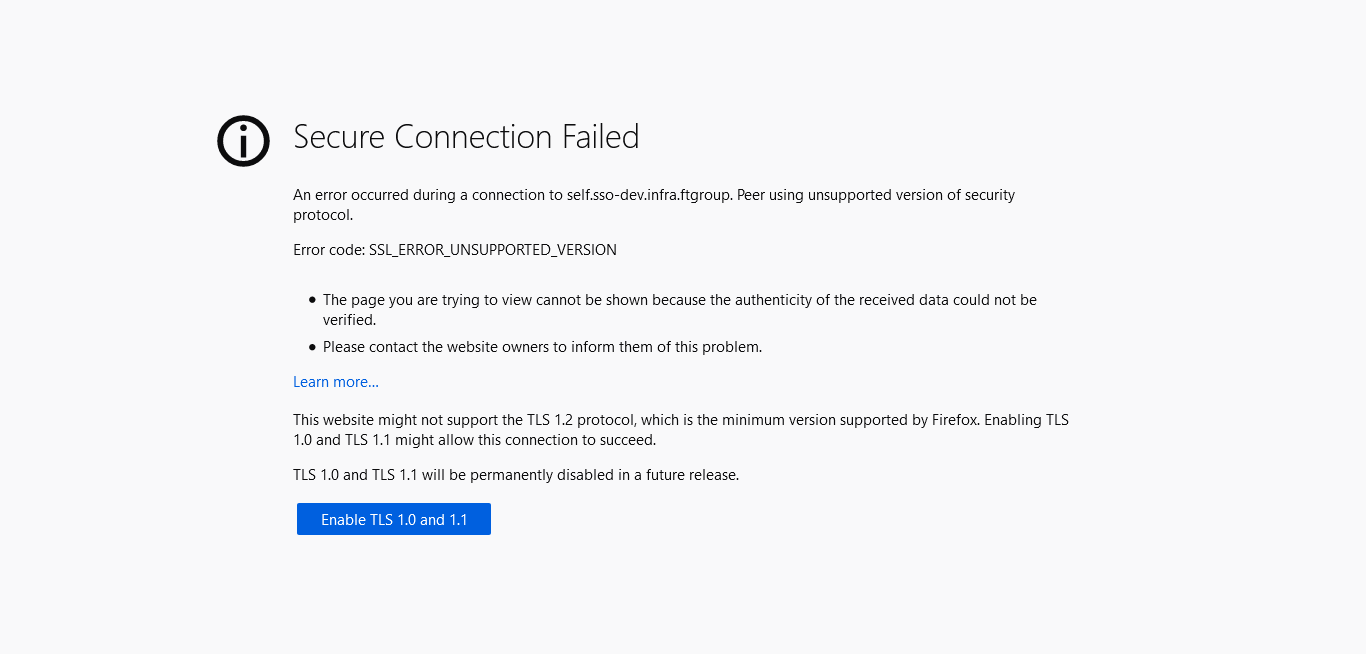 Secure Connection Failed
An error occurred during a connection to self.sso-dev.infra.ftgroup. Peer using unsupported version of security
protocol.
Error code: SSL_ERROR_UNSUPPORTED_VERSION
• The page you are trying to view cannot be shown because the authenticity of the received data could not be
verified.
• Please contact the website owners to inform them of this problem.
Learn more...
This website might not support the TLS 1.2 protocol, which is the minimum version supported by Firefox. Enabling TLS
1.0 and TLS 1.1 might allow this connection to succeed.
TLS 1.0 and TLS 1.1 will be permanently disabled in a future release.
Enable TLS 1.0 and 1.1